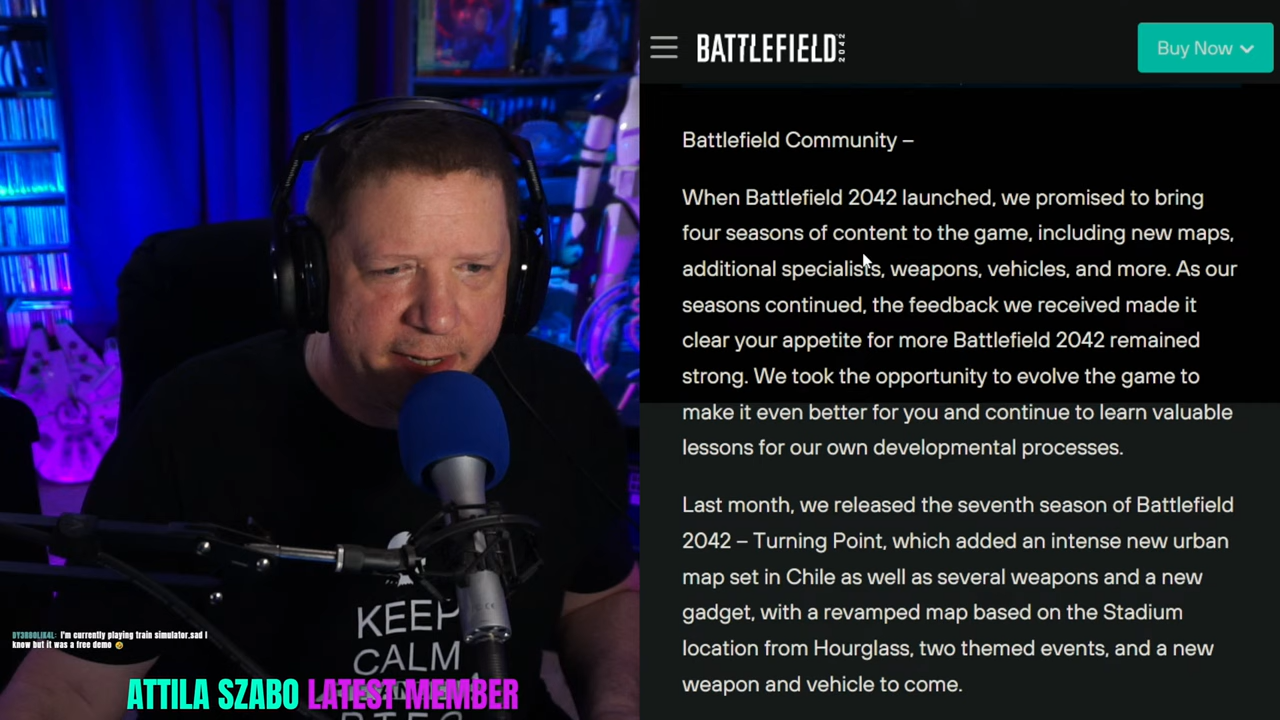 BATTLEFIELD 2042
Buy Now
Battlefield Community –
When Battlefield 2042 launched, we promised to bring
four seasons of content to the game, including new maps,
additional specialists, weapons, vehicles, and more. As our
seasons continued, the feedback we received made it
clear your appetite for more Battlefield 2042 remained
strong. We took the opportunity to evolve the game to
make it even better for you and continue to learn valuable
lessons for our own developmental processes.
Last month, we released the seventh season of Battlefield
2042 – Turning Point, which added an intense new urban
map set in Chile as well as several weapons and a new
gadget, with a revamped map based on the Stadium
location from Hourglass, two themed events, and a new
weapon and vehicle to come.
KEEP
CALM
I'm currently playing train simulator.sad I
know but it was a free demo
ATTILA SZABO LATEST MEMBER